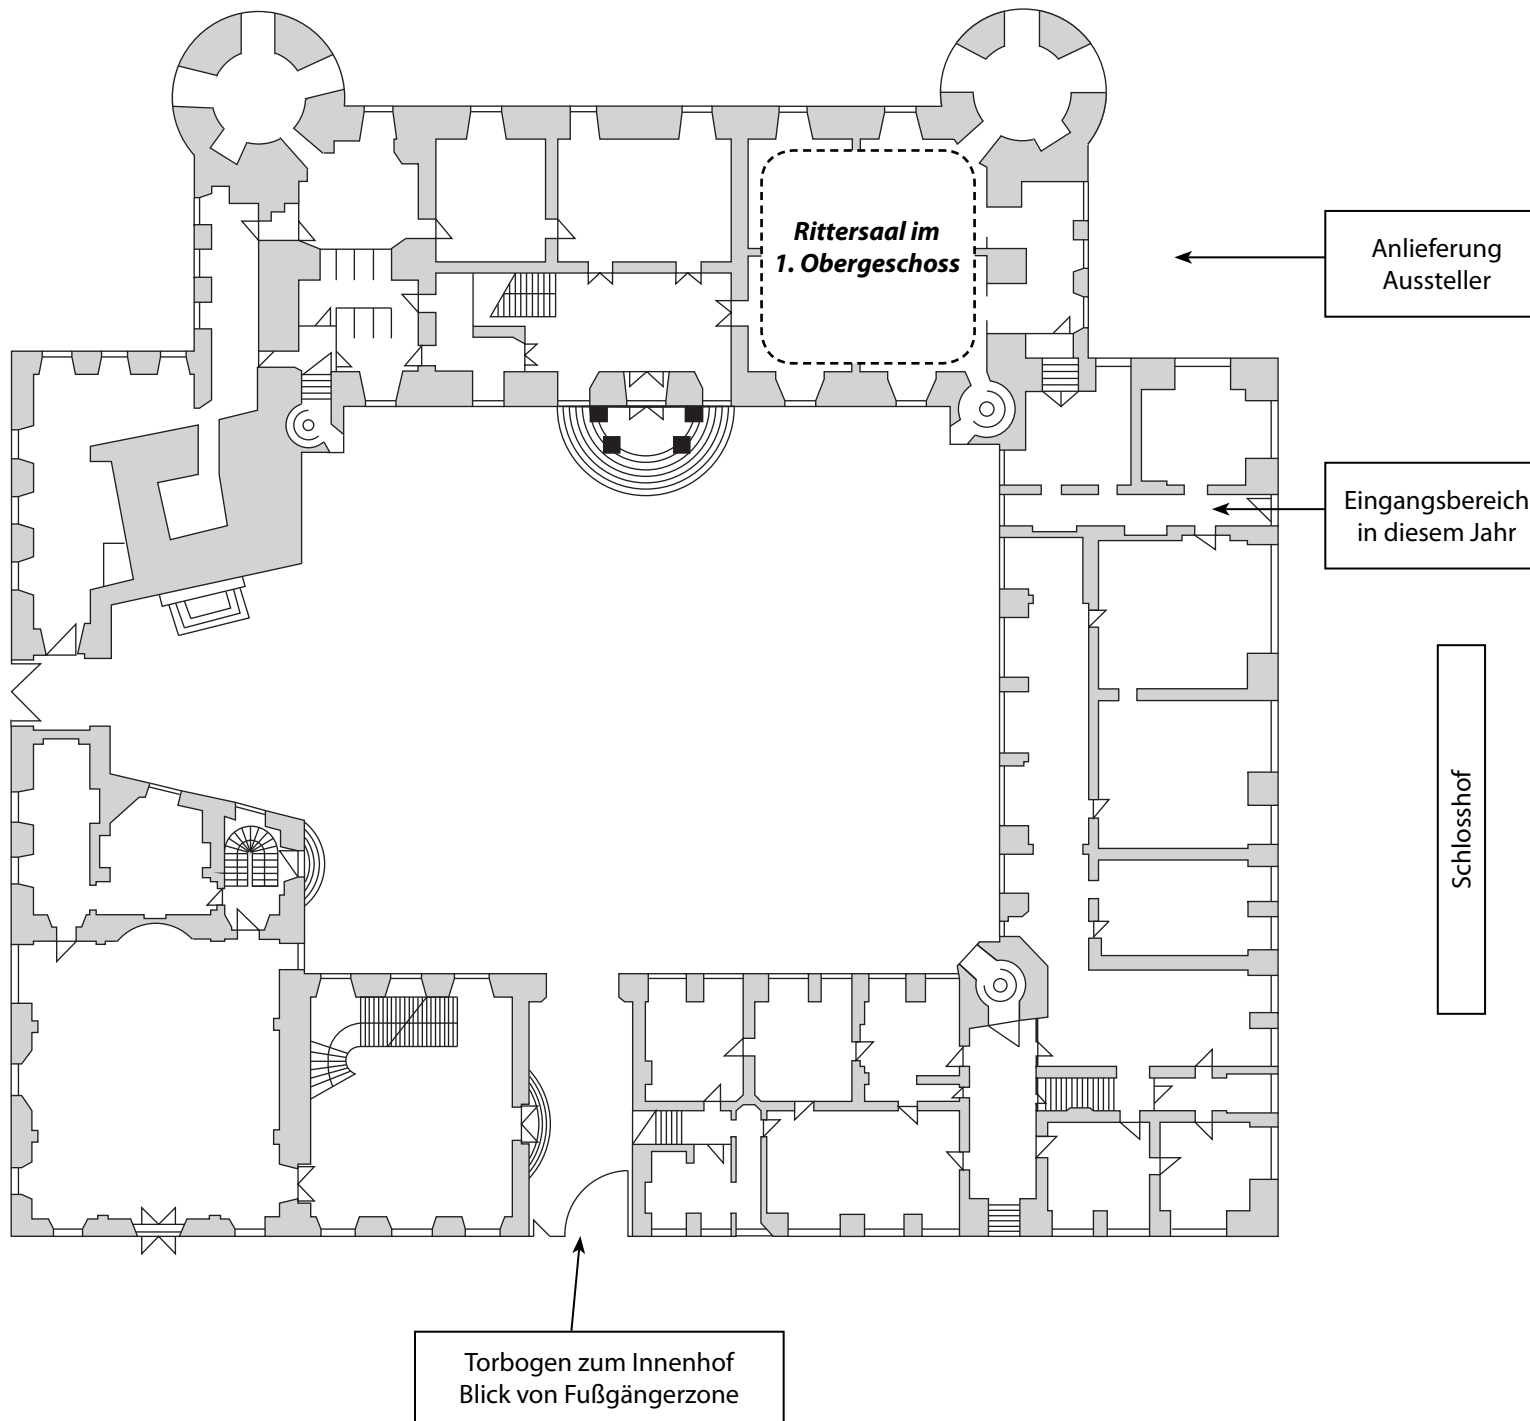 Rittersaal im
1. Obergeschoss
Anlieferung
Aussteller
Eingangsbereich
in diesem Jahr
Schlosshof
Torbogen zum Innenhof
Blick von Fußgängerzone